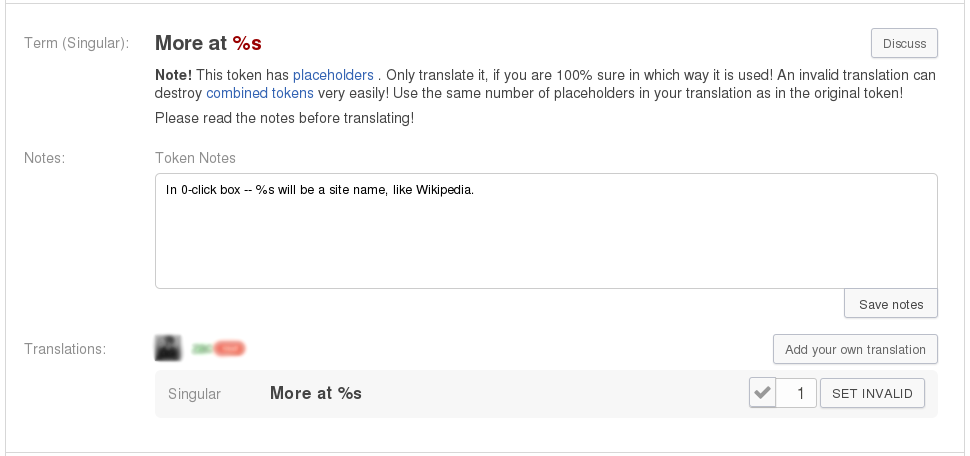 Term (Singular):
More at %s
Discuss
Note! This token has placeholders . Only translate it, if you are 100% sure in which way it is used! An invalid translation can
destroy combined tokens very easily! Use the same number of placeholders in your translation as in the original token!
Please read the notes before translating!
Notes:
Token Notes
In 0-click box -- %s will be a site name, like Wikipedia.
Save notes
Translations:
Add your own translation
Singular
More at %s
1
SET INVALID